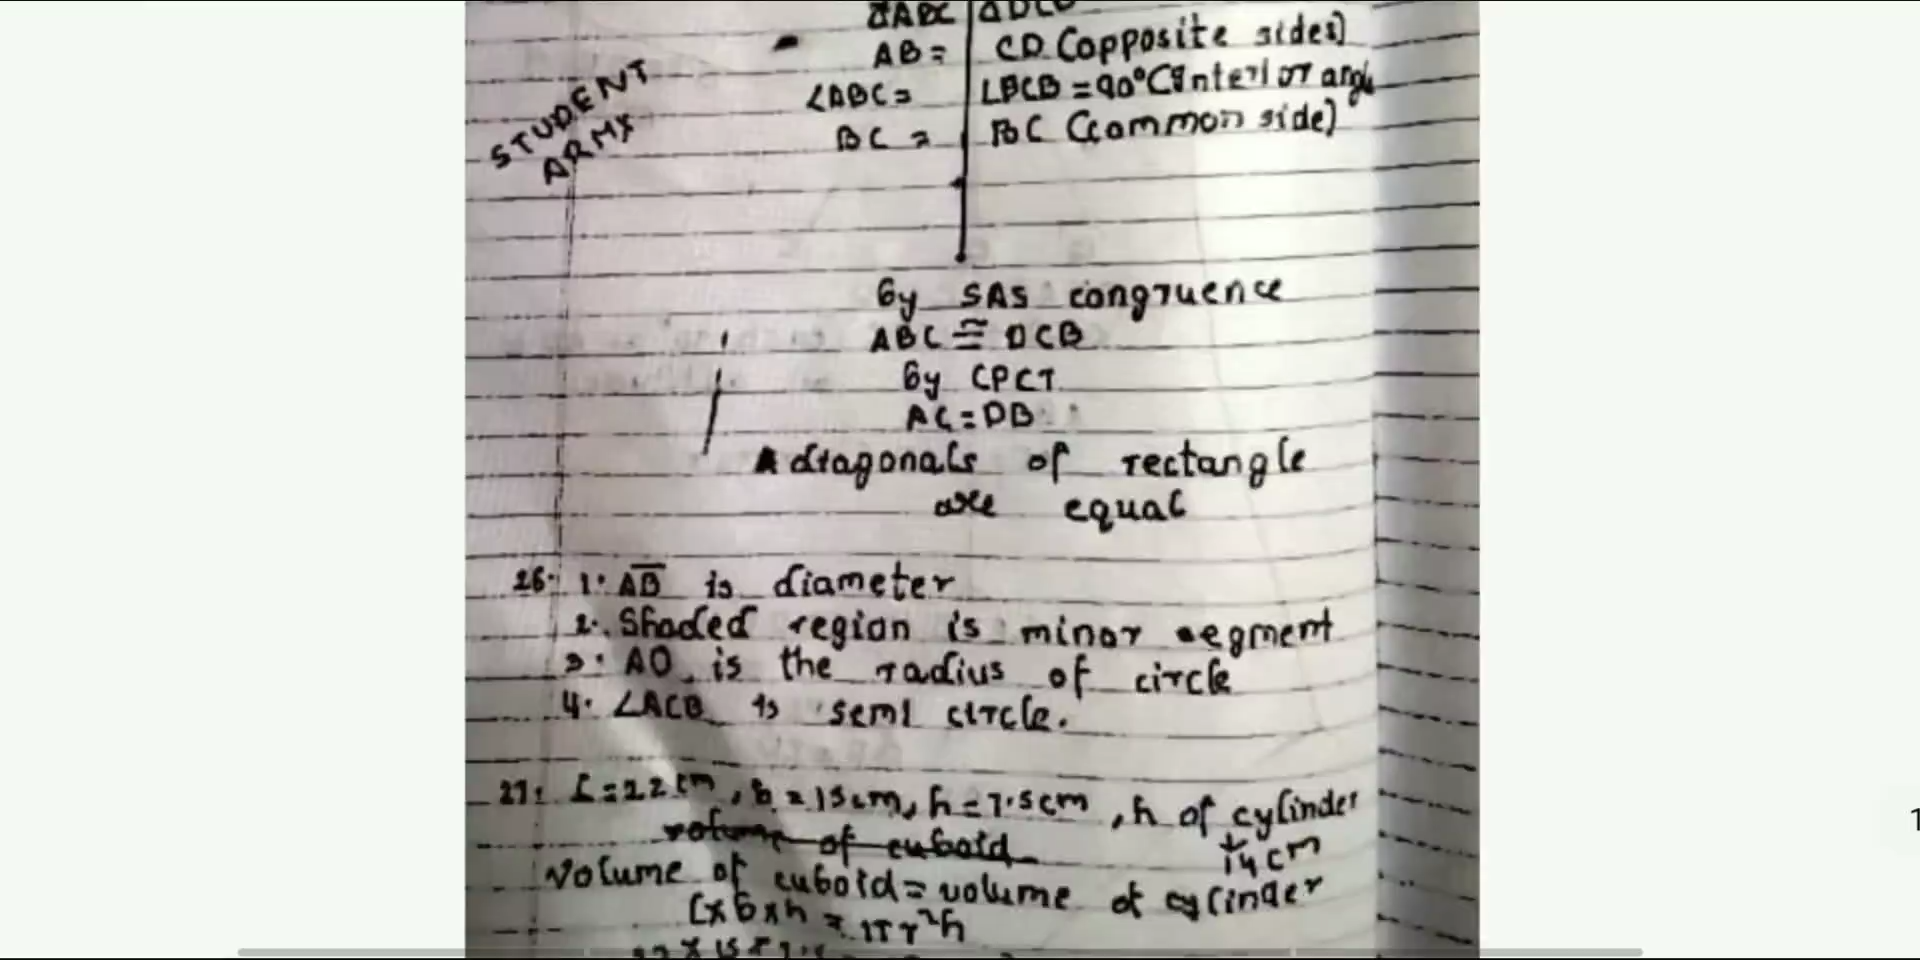 AB = CD (opposite sides)
∠ABC = ∠BCB = 90° (Interior angle
BC = BC (common side)
STUDENT
ARMY
By SAS congruence
ABC ≅ DCB
By CPCT
AC = DB
diagonals of rectangle
are equal
26. 1. AB̅ is diameter
2. Shaded region is minor segment
3. AO is the radius of circle
4. ∠ACB is semi circle.
27. L = 22 cm, b = 15 cm, h = 7.5 cm, h of cylinder
14 cm
volume of cuboid
volume of cuboid = volume of cylinder
l x b x h = πr²h
1